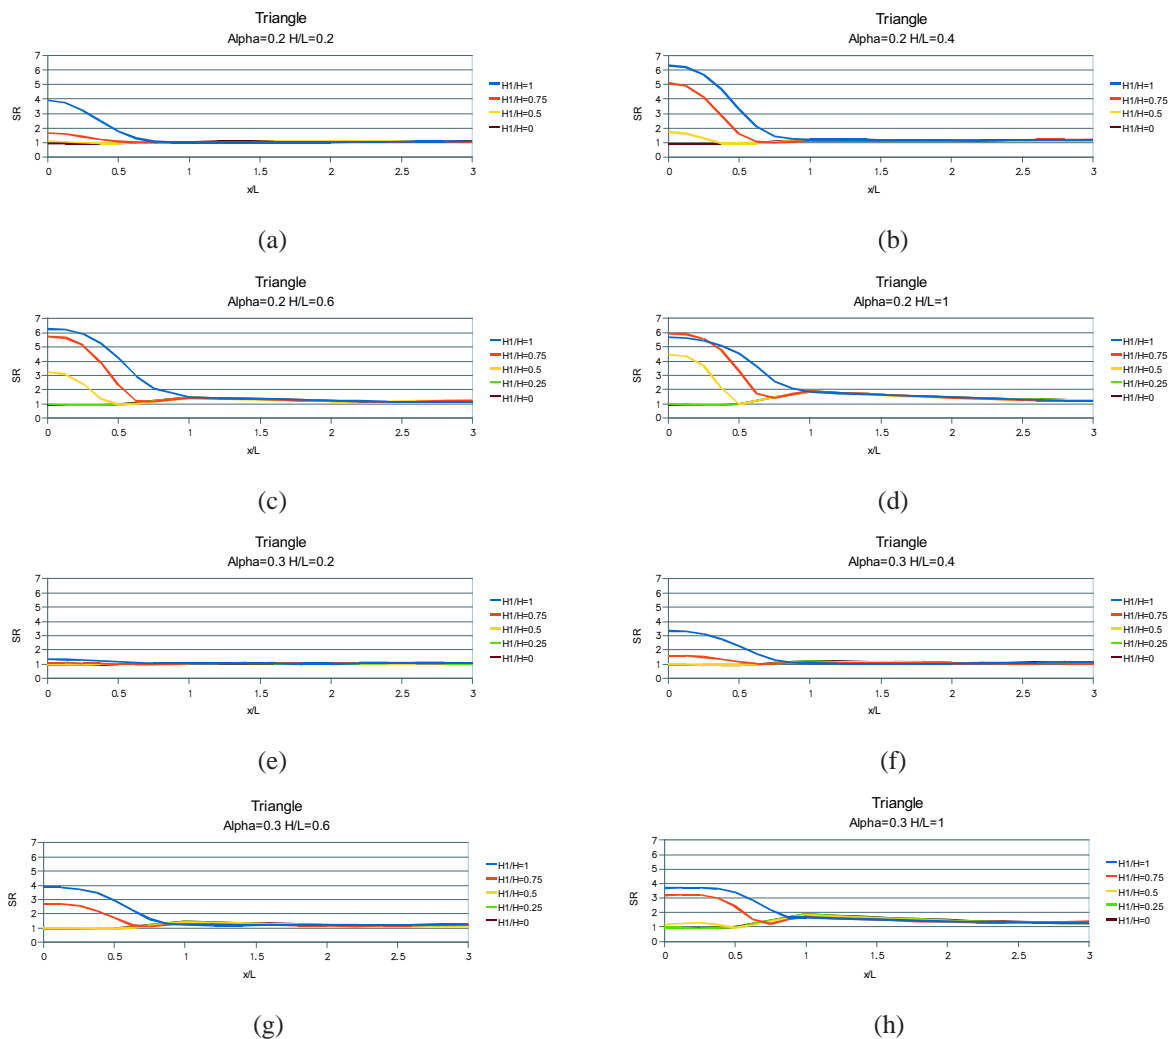 Triangle
Alpha=0.2 H/L=0.2
7
6
5
4
3
2
1
0
SR
0
0.5
1
1.5
2
2.5
3
x/L
H1/H=1
H1/H=0.75
H1/H=0.5
H1/H=0
(a)
Triangle
Alpha=0.2 H/L=0.4
7
6
5
4
3
2
1
0
SR
0
0.5
1
1.5
2
2.5
3
x/L
H1/H=1
H1/H=0.75
H1/H=0.5
H1/H=0
(b)
Triangle
Alpha=0.2 H/L=0.6
7
6
5
4
3
2
1
0
SR
0
0.5
1
1.5
2
2.5
3
x/L
H1/H=1
H1/H=0.75
H1/H=0.5
H1/H=0.25
H1/H=0
(c)
Triangle
Alpha=0.2 H/L=1
7
6
5
4
3
2
1
0
SR
0
0.5
1
1.5
2
2.5
3
x/L
H1/H=1
H1/H=0.75
H1/H=0.5
H1/H=0.25
H1/H=0
(d)
Triangle
Alpha=0.3 H/L=0.2
7
6
5
4
3
2
1
0
SR
0
0.5
1
1.5
2
2.5
3
x/L
H1/H=1
H1/H=0.75
H1/H=0.5
H1/H=0.25
H1/H=0
(e)
Triangle
Alpha=0.3 H/L=0.4
7
6
5
4
3
2
1
0
SR
0
0.5
1
1.5
2
2.5
3
x/L
H1/H=1
H1/H=0.75
H1/H=0.5
H1/H=0.25
H1/H=0
(f)
Triangle
Alpha=0.3 H/L=0.6
7
6
5
4
3
2
1
0
SR
0
0.5
1
1.5
2
2.5
3
x/L
H1/H=1
H1/H=0.75
H1/H=0.5
H1/H=0.25
H1/H=0
(g)
Triangle
Alpha=0.3 H/L=1
7
6
5
4
3
2
1
0
SR
0
0.5
1
1.5
2
2.5
3
x/L
H1/H=1
H1/H=0.75
H1/H=0.5
H1/H=0.25
H1/H=0
(h)